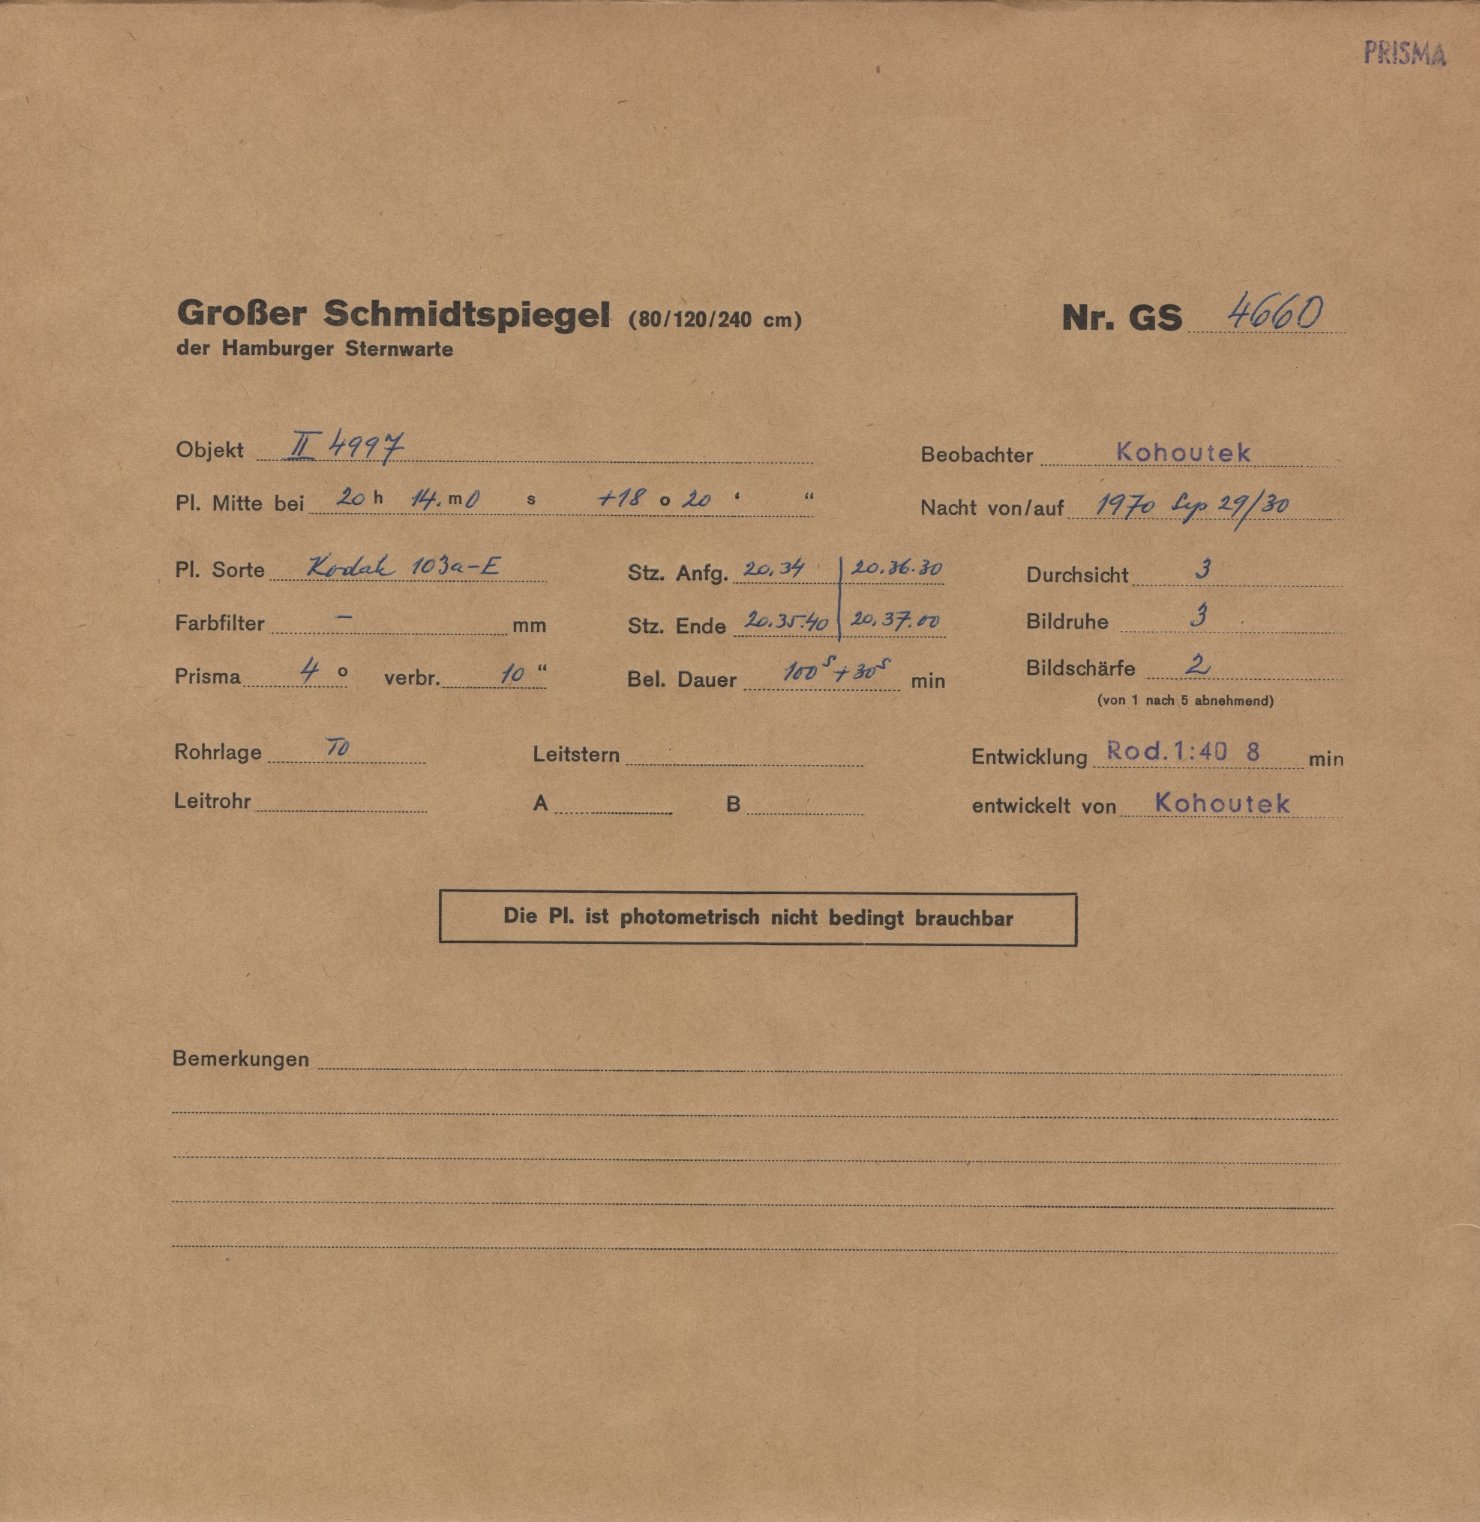 PRISMA
Großer Schmidtspiegel (80/120/240 cm) Nr. GS 4660
der Hamburger Sternwarte
Objekt II 4997 Beobachter Kohoutek
Pl. Mitte bei 20 h 14. m 0 s +18 o 20 ‘ “ Nacht von/auf 1970 Sep 29/30
Pl. Sorte Kodak 103a-E Stz. Anfg. 20.34 | 20.36.30 Durchsicht 3
Farbfilter – mm Stz. Ende 20.35.40 | 20.37.00 Bildruhe 3
Prisma 4 o verbr. 10 “ Bel. Dauer 100s + 30s min Bildschärfe 2
(von 1 nach 5 abnehmend)
Rohrlage TO Leitstern Entwicklung Rod. 1:40 8 min
Leitrohr A B entwickelt von Kohoutek
Die Pl. ist photometrisch nicht bedingt brauchbar
Bemerkungen